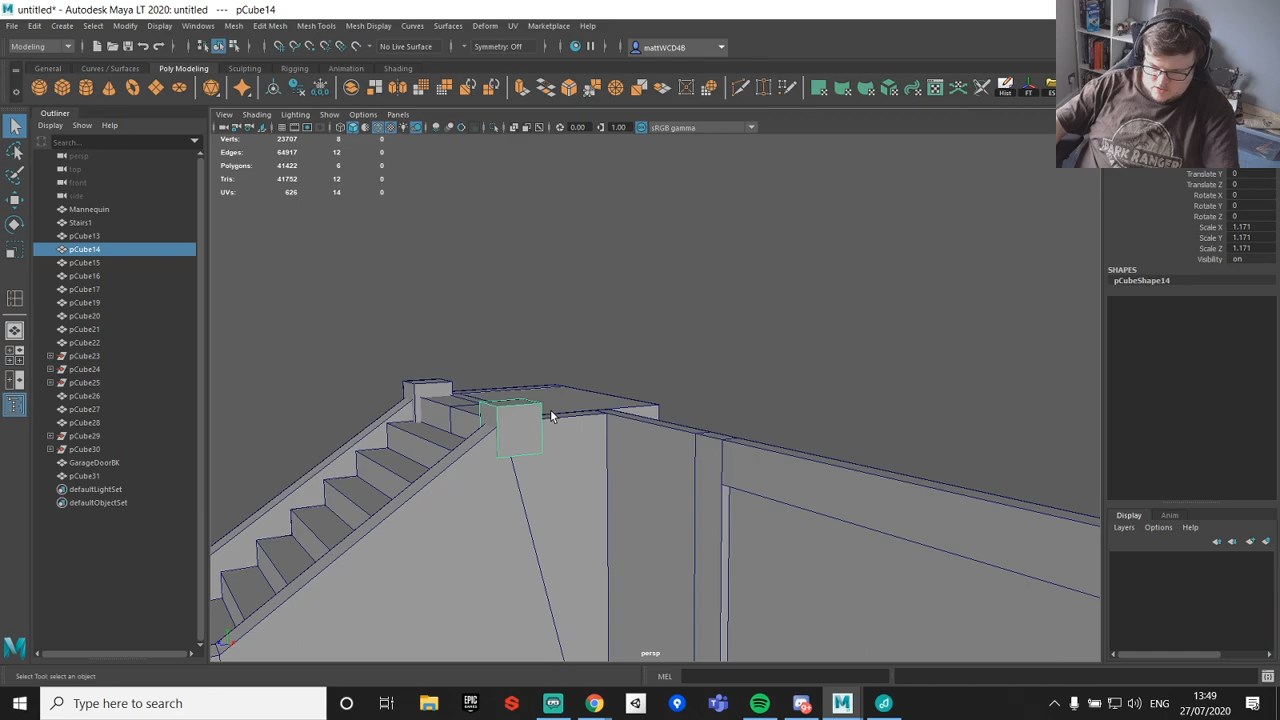 untitled* - Autodesk Maya LT 2020: untitled --- pCube14
File Edit Create Select Modify Display Windows Mesh Edit Mesh Mesh Tools Mesh Display Curves Surfaces Deform UV Marketplace Help
Modeling No Live Surface Symmetry: Off mattWCD4B
General Curves / Surfaces Poly Modeling Sculpting Rigging Animation Shading
Hist FT
Outliner
Display Show Help
Search...
View Shading Lighting Show Options Panels
0.00 1.00 sRGB gamma
Verts: 23707 8 0
Edges: 64917 12 0
Polygons: 41422 6 0
Tris: 41752 12 0
UVs: 626 14 0
persp
top
front
side
Mannequin
Stairs1
pCube13
pCube14
pCube15
pCube16
pCube17
pCube19
pCube20
pCube21
pCube22
pCube23
pCube24
pCube25
pCube26
pCube27
pCube28
pCube29
pCube30
GarageDoorBK
pCube31
defaultLightSet
defaultObjectSet
PARK RANGER
Translate Y 0
Translate Z 0
Rotate X 0
Rotate Y 0
Rotate Z 0
Scale X 1.171
Scale Y 1.171
Scale Z 1.171
Visibility on
SHAPES
pCubeShape14
Display Anim
Layers Options Help
persp
Select Tool: select an object
MEL
Type here to search
ENG
13:49
27/07/2020